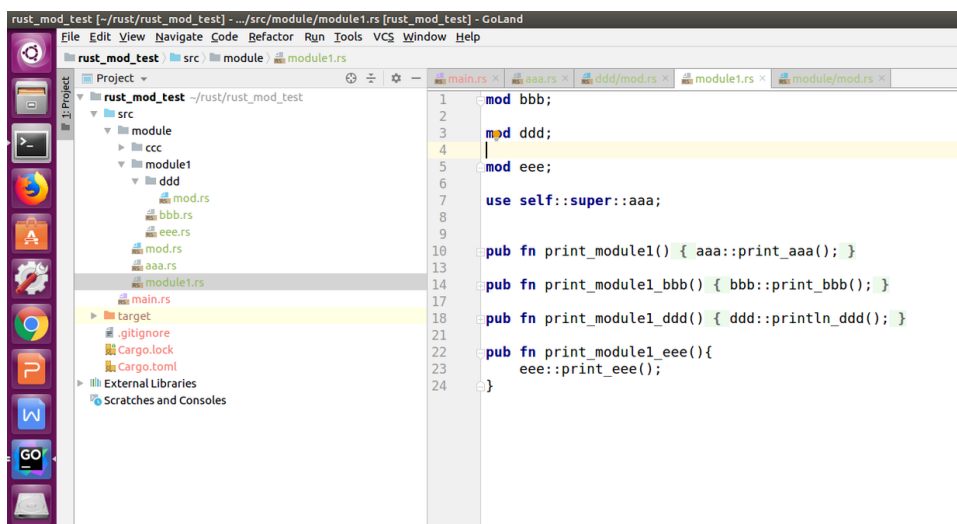 rust_mod_test [~/rust/rust_mod_test] - .../src/module/module1.rs [rust_mod_test] - GoLand
File Edit View Navigate Code Refactor Run Tools VCS Window Help
rust_mod_test src module module1.rs
1: Project
Project
rust_mod_test ~/rust/rust_mod_test
src
module
ccc
module1
ddd
mod.rs
bbb.rs
eee.rs
mod.rs
aaa.rs
module1.rs
main.rs
target
.gitignore
Cargo.lock
Cargo.toml
External Libraries
Scratches and Consoles
main.rs × aaa.rs × ddd/mod.rs × module1.rs × module/mod.rs ×
1 mod bbb;
2
3 mod ddd;
4
5 mod eee;
6
7 use self::super::aaa;
8
9
10 pub fn print_module1() { aaa::print_aaa(); }
13
14 pub fn print_module1_bbb() { bbb::print_bbb(); }
17
18 pub fn print_module1_ddd() { ddd::println_ddd(); }
21
22 pub fn print_module1_eee(){
23 eee::print_eee();
24 }
GO